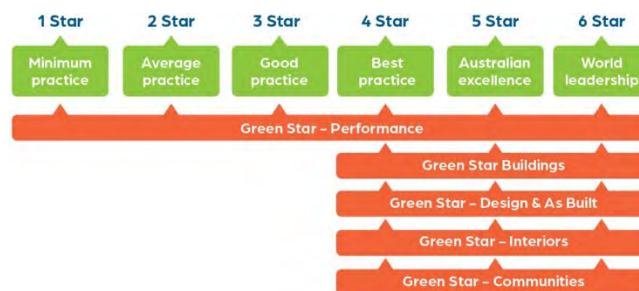 1 Star 2 Star 3 Star 4 Star 5 Star 6 Star
Minimum Average Good Best Australian World
practice practice practice practice excellence leadership
Green Star – Performance
Green Star Buildings
Green Star – Design & As Built
Green Star – Interiors
Green Star – Communities